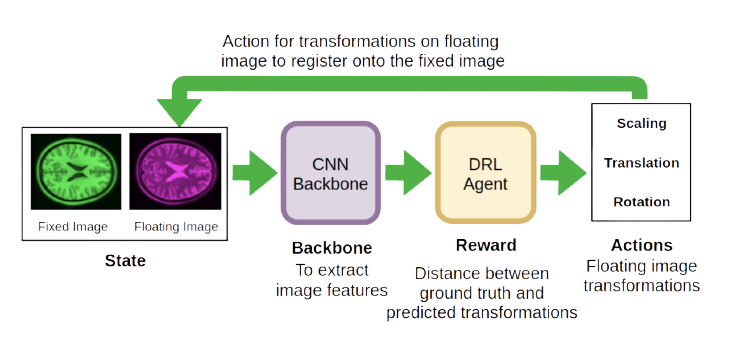 Action for transformations on floating
image to register onto the fixed image
Fixed Image
Floating Image
State
CNN
Backbone
Backbone
To extract
image features
DRL
Agent
Reward
Distance between
ground truth and
predicted transformations
Scaling
Translation
Rotation
Actions
Floating image
transformations